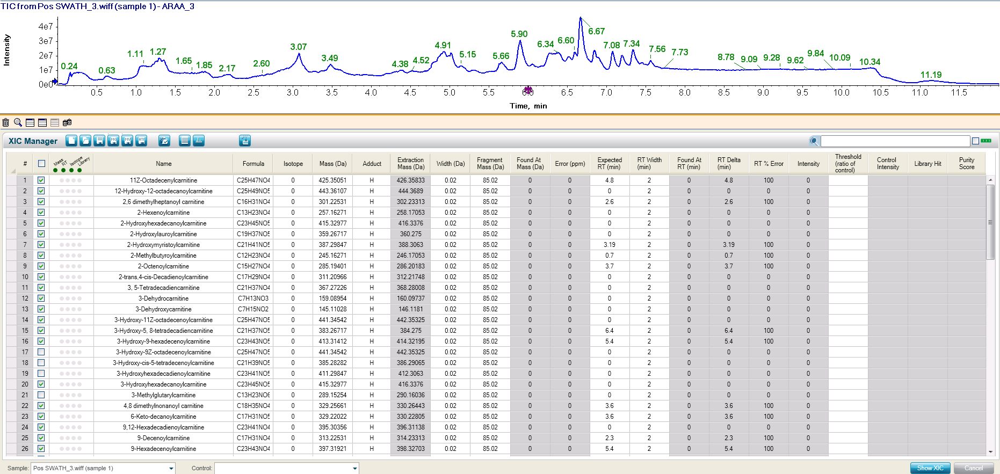 TIC from Pos SWATH_3.wiff (sample 1) - ARAA_3
Intensity
4e7
3e7
2e7
1e7
0e0
0.24 0.63 1.11 1.27 1.65 1.85 2.17 2.60 3.07 3.49 4.38 4.52 4.91 5.15 5.66 5.90 6.34 6.60 6.67 7.08 7.34 7.56 7.73 8.78 9.09 9.28 9.62 9.84 10.09 10.34 11.19
0.5 1.0 1.5 2.0 2.5 3.0 3.5 4.0 4.5 5.0 5.5 6.0 6.5 7.0 7.5 8.0 8.5 9.0 9.5 10.0 10.5 11.0 11.5
Time, min
XIC Manager
# Mass RT Isotope Library Name Formula Isotope Mass (Da) Adduct Extraction Mass (Da) Width (Da) Fragment Mass (Da) Found At Mass (Da) Error (ppm) Expected RT (min) RT Width (min) Found At RT (min) RT Delta (min) RT % Error Intensity Threshold (ratio of control) Control Intensity Library Hit Purity Score
1 11Z-Octadecenylcarnitine C25H47NO4 0 425.35051 H 426.35833 0.02 85.02 0 0 4.8 2 0 4.8 100 0
2 12-Hydroxy-12-octadecanoylcarnitine C25H49NO5 0 443.36107 H 444.3689 0.02 85.02 0 0 0 2 0 0 0 0
3 2,6 dimethylheptanoyl carnitine C16H31NO4 0 301.22531 H 302.23313 0.02 85.02 0 0 2.6 2 0 2.6 100 0
4 2-Hexenoylcarnitine C13H23NO4 0 257.16271 H 258.17053 0.02 85.02 0 0 0 2 0 0 0 0
5 2-Hydroxyhexadecanoylcarnitine C23H45NO5 0 415.32977 H 416.3376 0.02 85.02 0 0 0 2 0 0 0 0
6 2-Hydroxylauroylcarnitine C19H37NO5 0 359.26717 H 360.275 0.02 85.02 0 0 0 2 0 0 0 0
7 2-Hydroxymyristoylcarnitine C21H41NO5 0 387.29847 H 388.3063 0.02 85.02 0 0 3.19 2 0 3.19 100 0
8 2-Methylbutyroylcarnitine C12H23NO4 0 245.16271 H 246.17053 0.02 85.02 0 0 0.7 2 0 0.7 100 0
9 2-Octenoylcarnitine C15H27NO4 0 285.19401 H 286.20183 0.02 85.02 0 0 3.7 2 0 3.7 100 0
10 2-trans,4-cis-Decadienoylcarnitine C17H29NO4 0 311.20966 H 312.21748 0.02 85.02 0 0 0 2 0 0 0 0
11 3, 5-Tetradecadiencarnitine C21H37NO4 0 367.27226 H 368.28008 0.02 85.02 0 0 0 2 0 0 0 0
12 3-Dehydrocarnitine C7H13NO3 0 159.08954 H 160.09737 0.02 85.02 0 0 0 2 0 0 0 0
13 3-Dehydroxycarnitine C7H15NO2 0 145.11028 H 146.1181 0.02 85.02 0 0 0 2 0 0 0 0
14 3-Hydroxy-11Z-octadecenoylcarnitine C25H47NO5 0 441.34542 H 442.35325 0.02 85.02 0 0 0 2 0 0 0 0
15 3-Hydroxy-5, 8-tetradecadiencarnitine C21H37NO5 0 383.26717 H 384.275 0.02 85.02 0 0 6.4 2 0 6.4 100 0
16 3-Hydroxy-9-hexadecenoylcarnitine C23H43NO5 0 413.31412 H 414.32195 0.02 85.02 0 0 5.4 2 0 5.4 100 0
17 3-Hydroxy-9Z-octadecenoylcarnitine C25H47NO5 0 441.34542 H 442.35325 0.02 85.02 0 0 0 2 0 0 0 0
18 3-Hydroxy-cis-5-tetradecenoylcarnitine C21H39NO5 0 385.28282 H 386.29065 0.02 85.02 0 0 0 2 0 0 0 0
19 3-Hydroxyhexadecadienoylcarnitine C23H41NO5 0 411.29847 H 412.3063 0.02 85.02 0 0 0 2 0 0 0 0
20 3-Hydroxyhexadecanoylcarnitine C23H45NO5 0 415.32977 H 416.3376 0.02 85.02 0 0 0 2 0 0 0 0
21 3-Methylglutarylcarnitine C13H23NO6 0 289.15254 H 290.16036 0.02 85.02 0 0 0 2 0 0 0 0
22 4,8 dimethylnonanoyl carnitine C18H35NO4 0 329.25661 H 330.26443 0.02 85.02 0 0 3.6 2 0 3.6 100 0
23 6-Keto-decanoylcarnitine C17H31NO5 0 329.22022 H 330.22805 0.02 85.02 0 0 3.6 2 0 3.6 100 0
24 9,12-Hexadecadienoylcarnitine C23H41NO4 0 395.30356 H 396.31138 0.02 85.02 0 0 0 2 0 0 0 0
25 9-Decenoylcarnitine C17H31NO4 0 313.22531 H 314.23313 0.02 85.02 0 0 2.3 2 0 2.3 100 0
26 9-Hexadecenoylcarnitine C23H43NO4 0 397.31921 H 398.32703 0.02 85.02 0 0 5.4 2 0 5.4 100 0
Sample: Pos SWATH_3.wiff (sample 1) Control: Show XIC Cancel